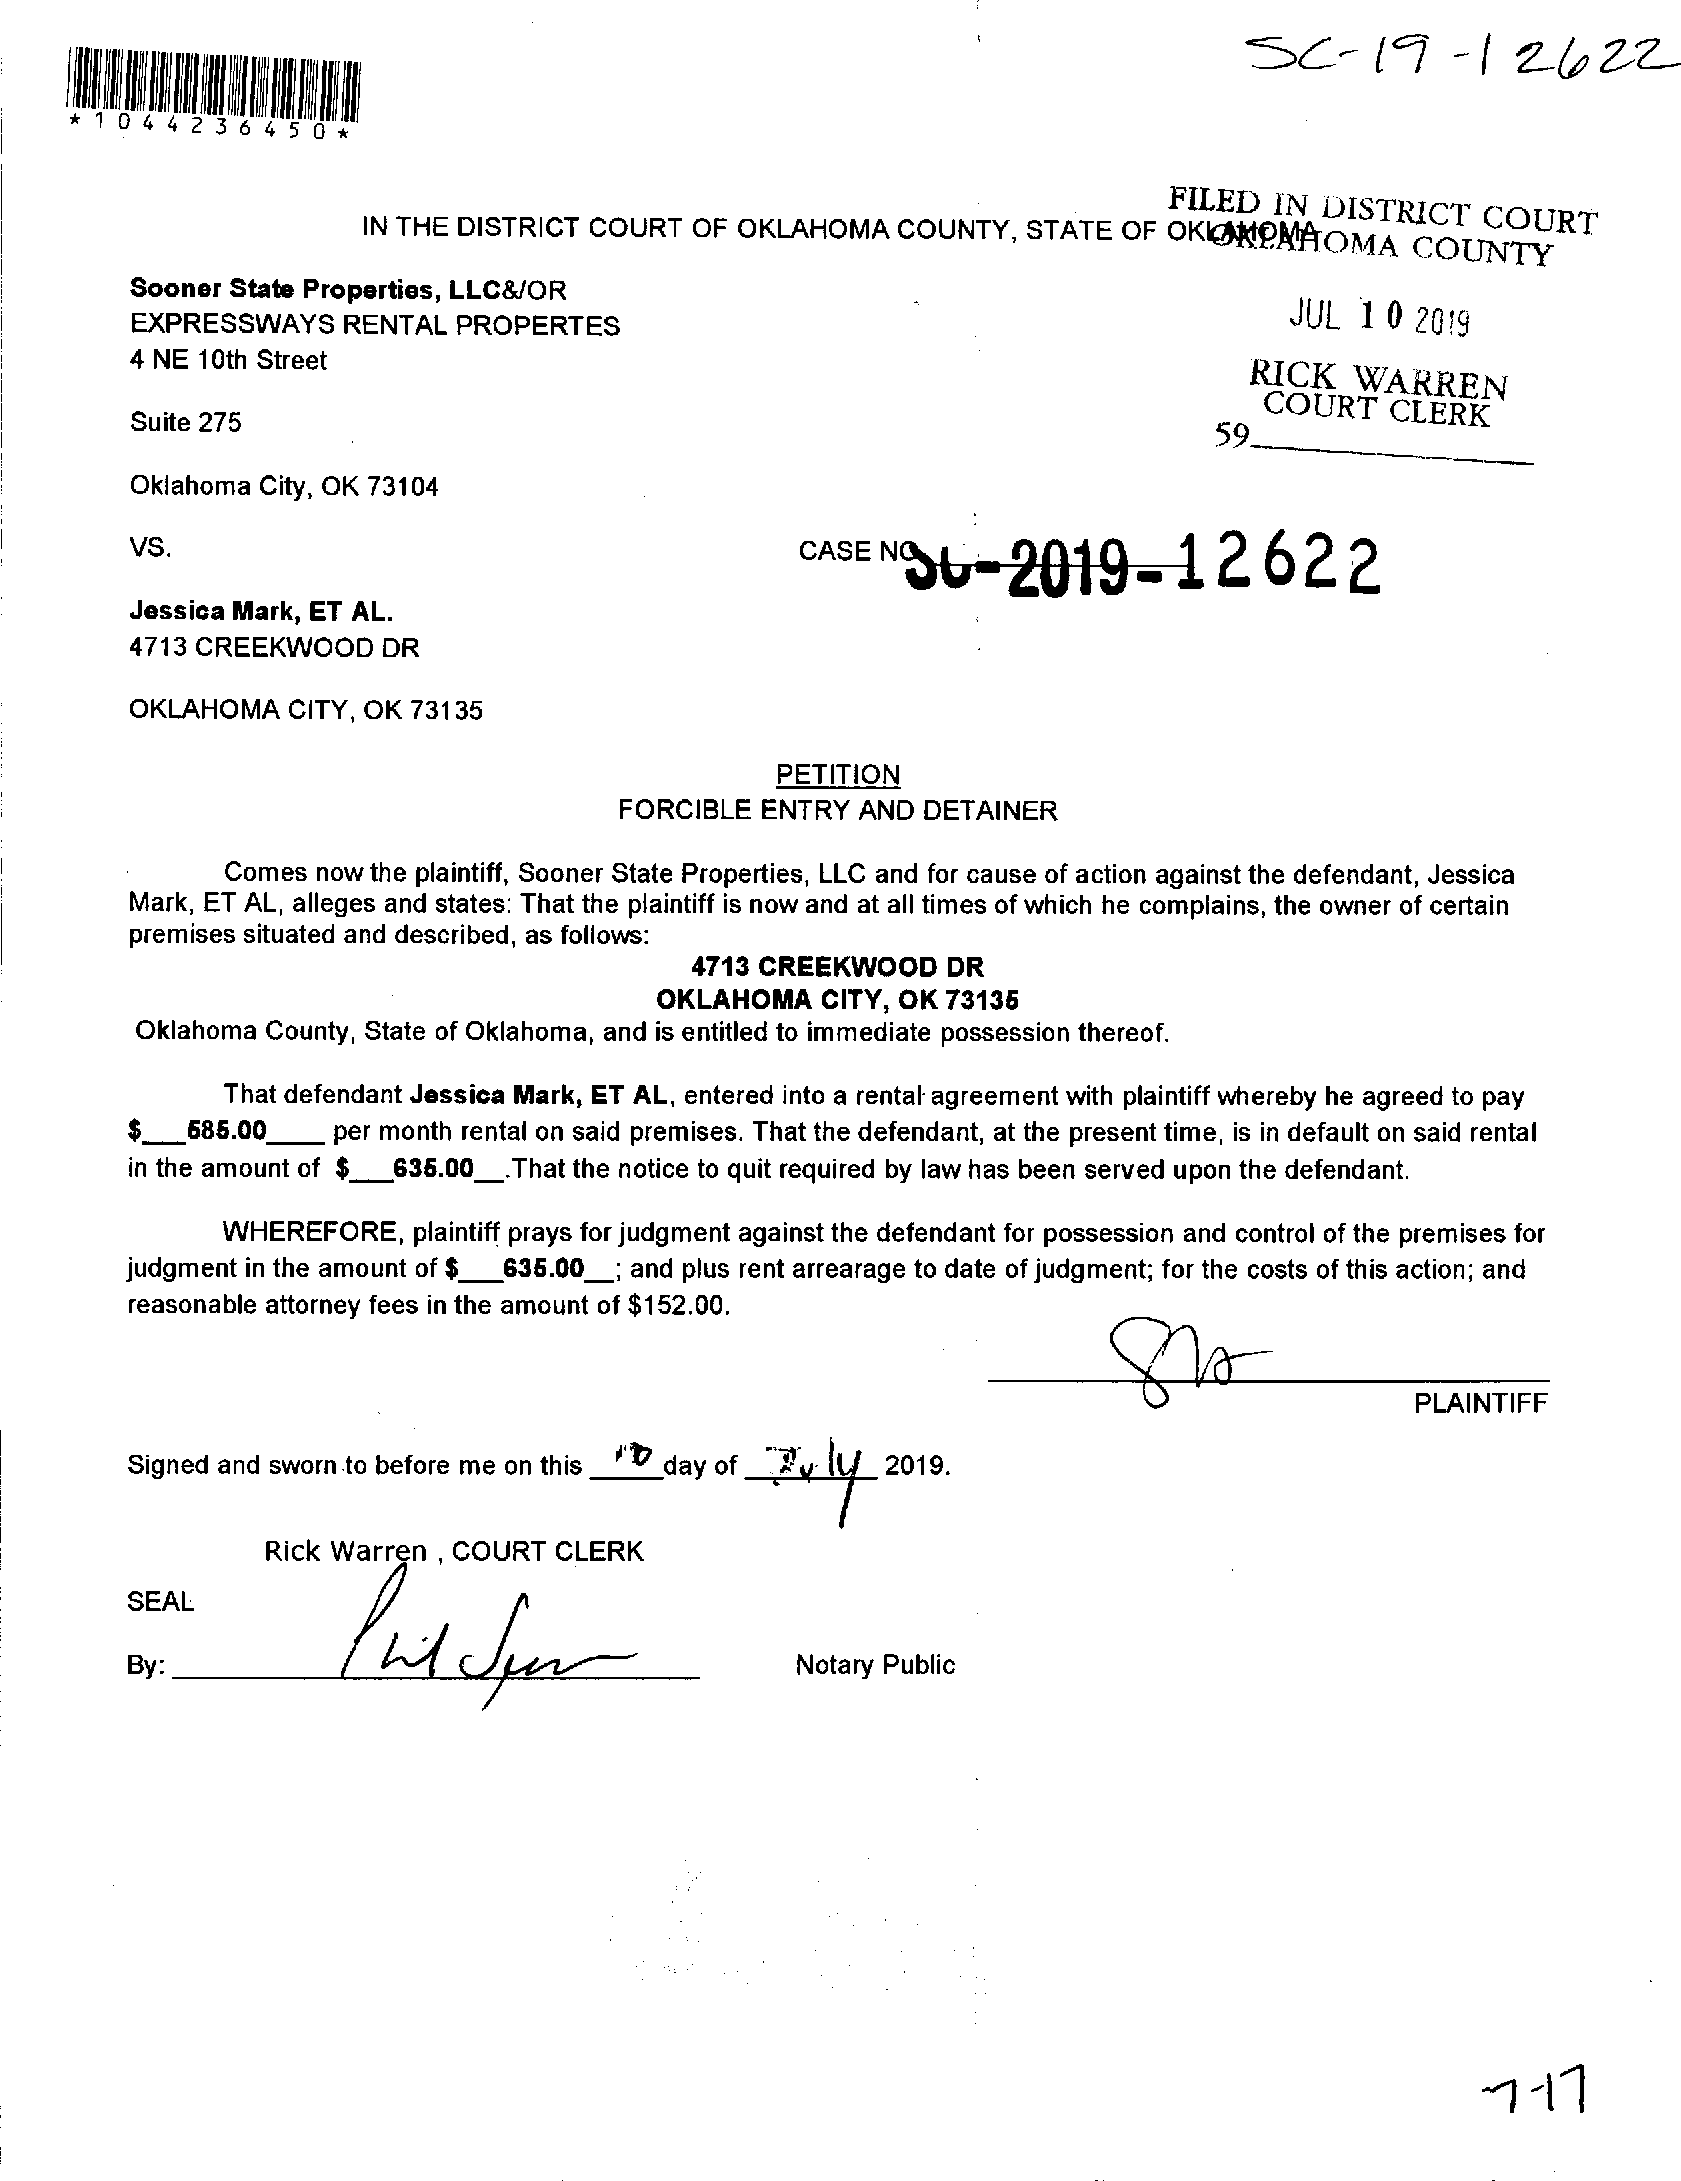 SC-19-12622
*1044236450*
FILED IN DISTRICT COURT
OKLAHOMA COUNTY
IN THE DISTRICT COURT OF OKLAHOMA COUNTY, STATE OF OKLAHOMA
Sooner State Properties, LLC&/OR
EXPRESSWAYS RENTAL PROPERTES
4 NE 10th Street
JUL 10 2019
RICK WARREN
COURT CLERK
59
Suite 275
Oklahoma City, OK 73104
VS.
CASE NO SC-2019-12622
Jessica Mark, ET AL.
4713 CREEKWOOD DR
OKLAHOMA CITY, OK 73135
PETITION
FORCIBLE ENTRY AND DETAINER
Comes now the plaintiff, Sooner State Properties, LLC and for cause of action against the defendant, Jessica
Mark, ET AL, alleges and states: That the plaintiff is now and at all times of which he complains, the owner of certain
premises situated and described, as follows:
4713 CREEKWOOD DR
OKLAHOMA CITY, OK 73135
Oklahoma County, State of Oklahoma, and is entitled to immediate possession thereof.
That defendant Jessica Mark, ET AL, entered into a rental agreement with plaintiff whereby he agreed to pay
$___585.00____ per month rental on said premises. That the defendant, at the present time, is in default on said rental
in the amount of $___635.00__.That the notice to quit required by law has been served upon the defendant.
WHEREFORE, plaintiff prays for judgment against the defendant for possession and control of the premises for
judgment in the amount of $___635.00__; and plus rent arrearage to date of judgment; for the costs of this action; and
reasonable attorney fees in the amount of $152.00.
PLAINTIFF
Signed and sworn to before me on this 10 day of July 2019.
Rick Warren , COURT CLERK
SEAL
By:
Notary Public
7-17